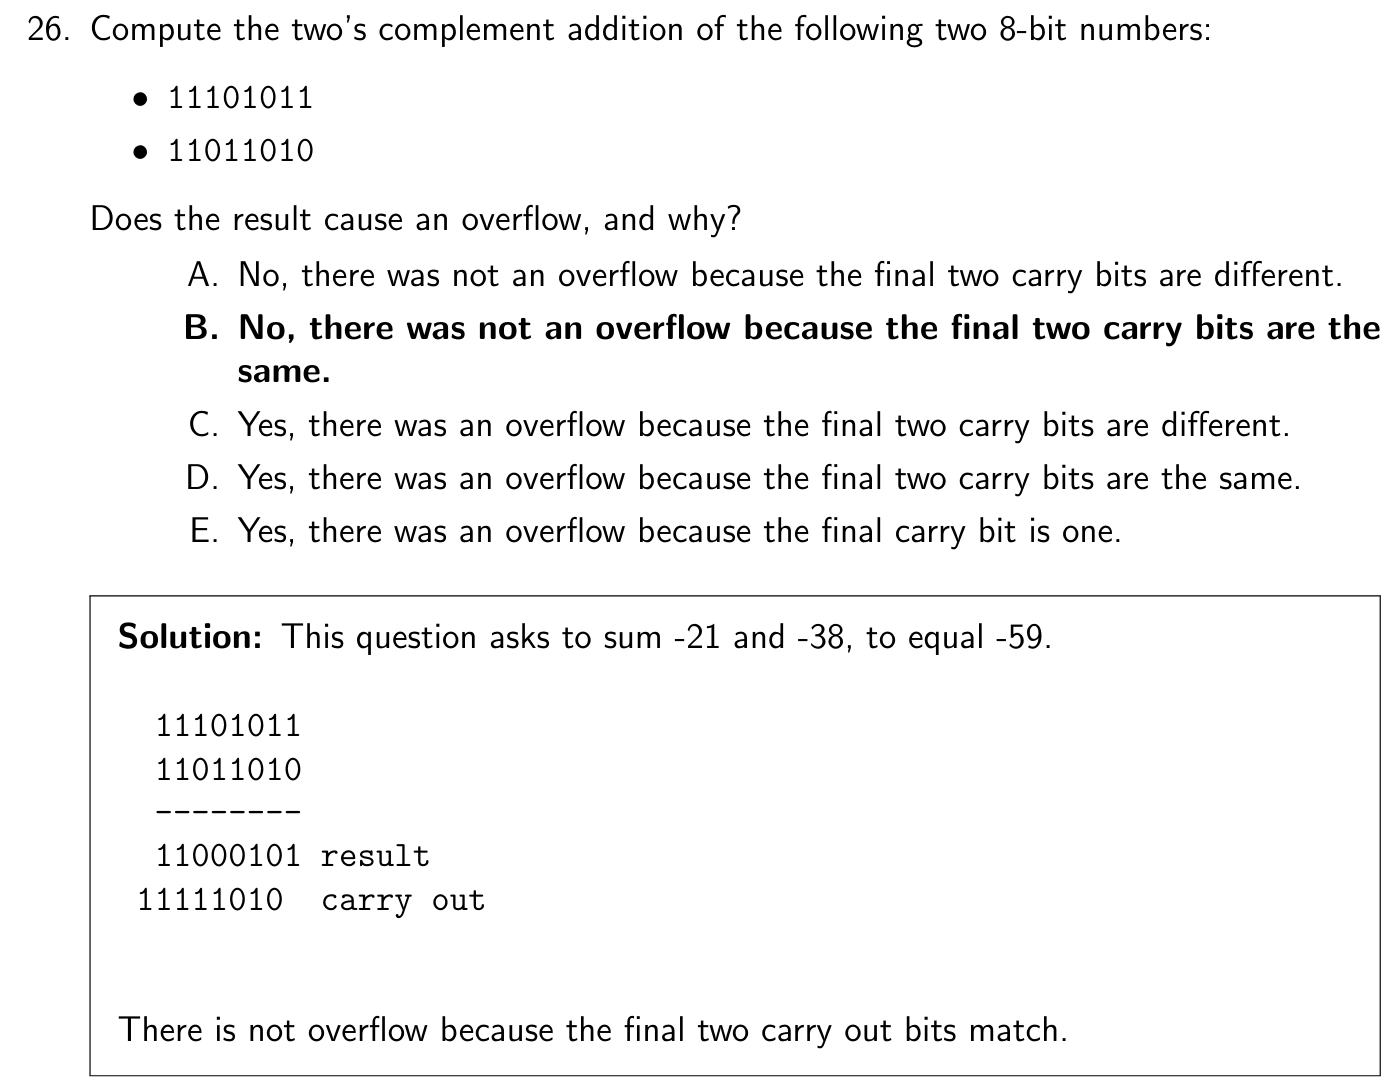 26. Compute the two's complement addition of the following two 8-bit numbers:
• 11101011
• 11011010
Does the result cause an overflow, and why?
A. No, there was not an overflow because the final two carry bits are different.
B. No, there was not an overflow because the final two carry bits are the
same.
C. Yes, there was an overflow because the final two carry bits are different.
D. Yes, there was an overflow because the final two carry bits are the same.
E. Yes, there was an overflow because the final carry bit is one.
Solution: This question asks to sum -21 and -38, to equal -59.
11101011
11011010
--------
11000101 result
11111010 carry out
There is not overflow because the final two carry out bits match.